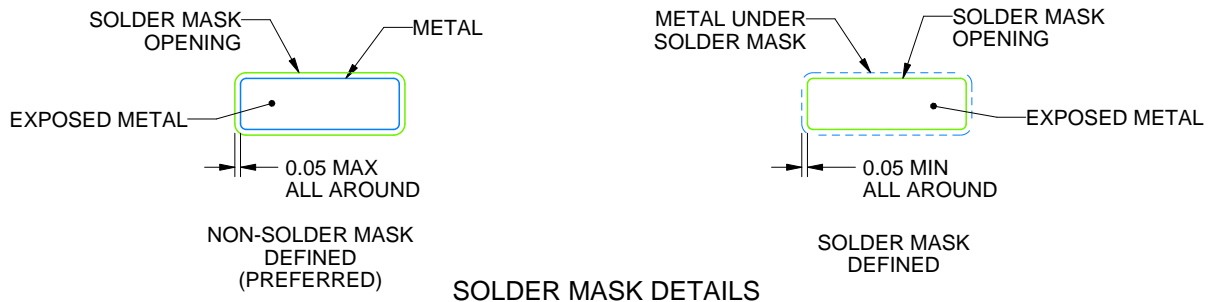 SOLDER MASK
OPENING
METAL
EXPOSED METAL
0.05 MAX
ALL AROUND
NON-SOLDER MASK
DEFINED
(PREFERRED)
METAL UNDER
SOLDER MASK
SOLDER MASK
OPENING
EXPOSED METAL
0.05 MIN
ALL AROUND
SOLDER MASK
DEFINED
SOLDER MASK DETAILS